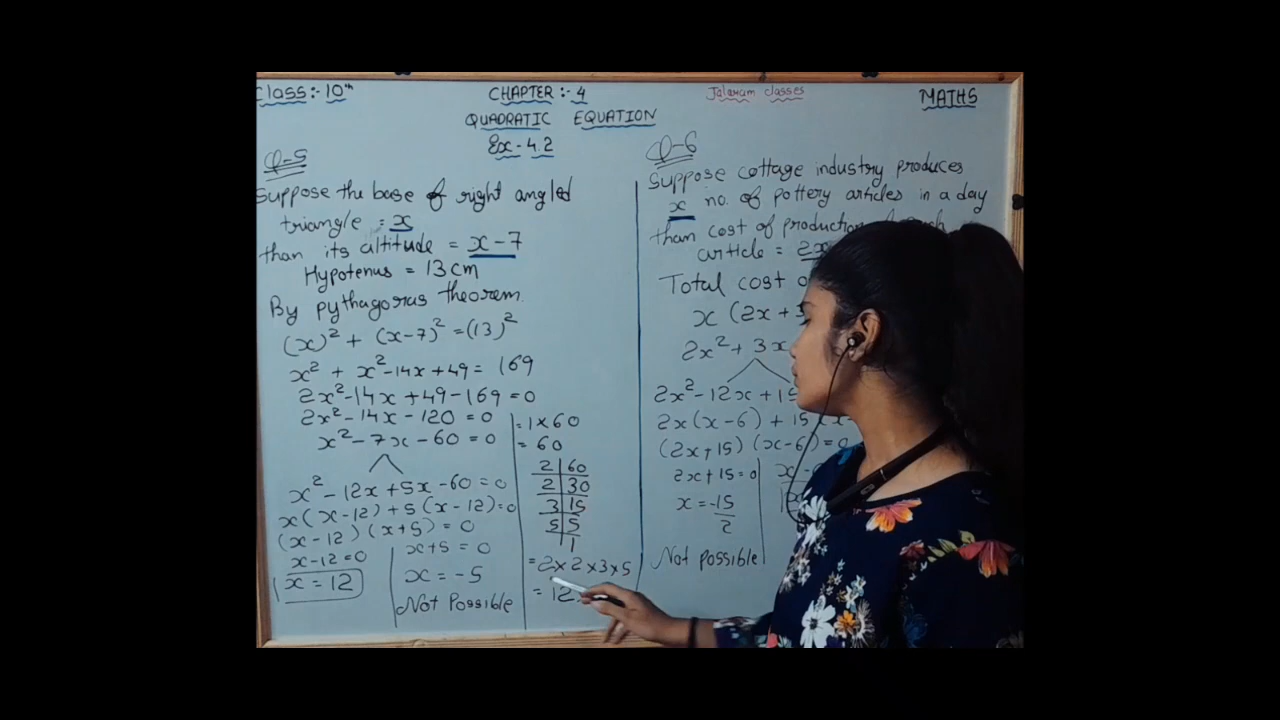 Class:- 10th
CHAPTER :- 4
Jalaram classes
MATHS
QUADRATIC EQUATION
Ex - 4.2
Q-5
Suppose the base of right angled
triangle = x
than its altitude = x-7
Hypotenus = 13cm
By pythagorus theorem
(x)² + (x-7)² = (13)²
x² + x²-14x+49 = 169
2x²-14x+49-169=0
2x²-14x-120=0
x²-7x-60=0
x²-12x+5x-60=0
x(x-12)+5(x-12)=0
(x-12)(x+5)=0
x-12=0
x=12
x+5=0
x=-5
Not Possible
=1×60
=60
2|60
2|30
3|15
5|5
1
=2×2×3×5
= 12
Q-6
Suppose cottage industry produces
x no. of pottery articles in a day
than cost of production
article = 2x
Total cost
x (2x+3
2x²+3x
2x²-12x+15
2x(x-6)+15(x-
(2x+15)(x-6)=0
2x+15=0
x=-15/2
Not possible